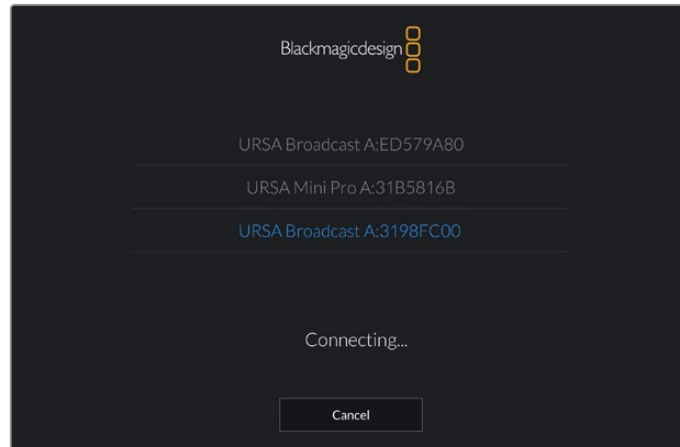 Blackmagicdesign
URSA Broadcast A:ED579A80
URSA Mini Pro A:31B5816B
URSA Broadcast A:3198FC00
Connecting...
Cancel